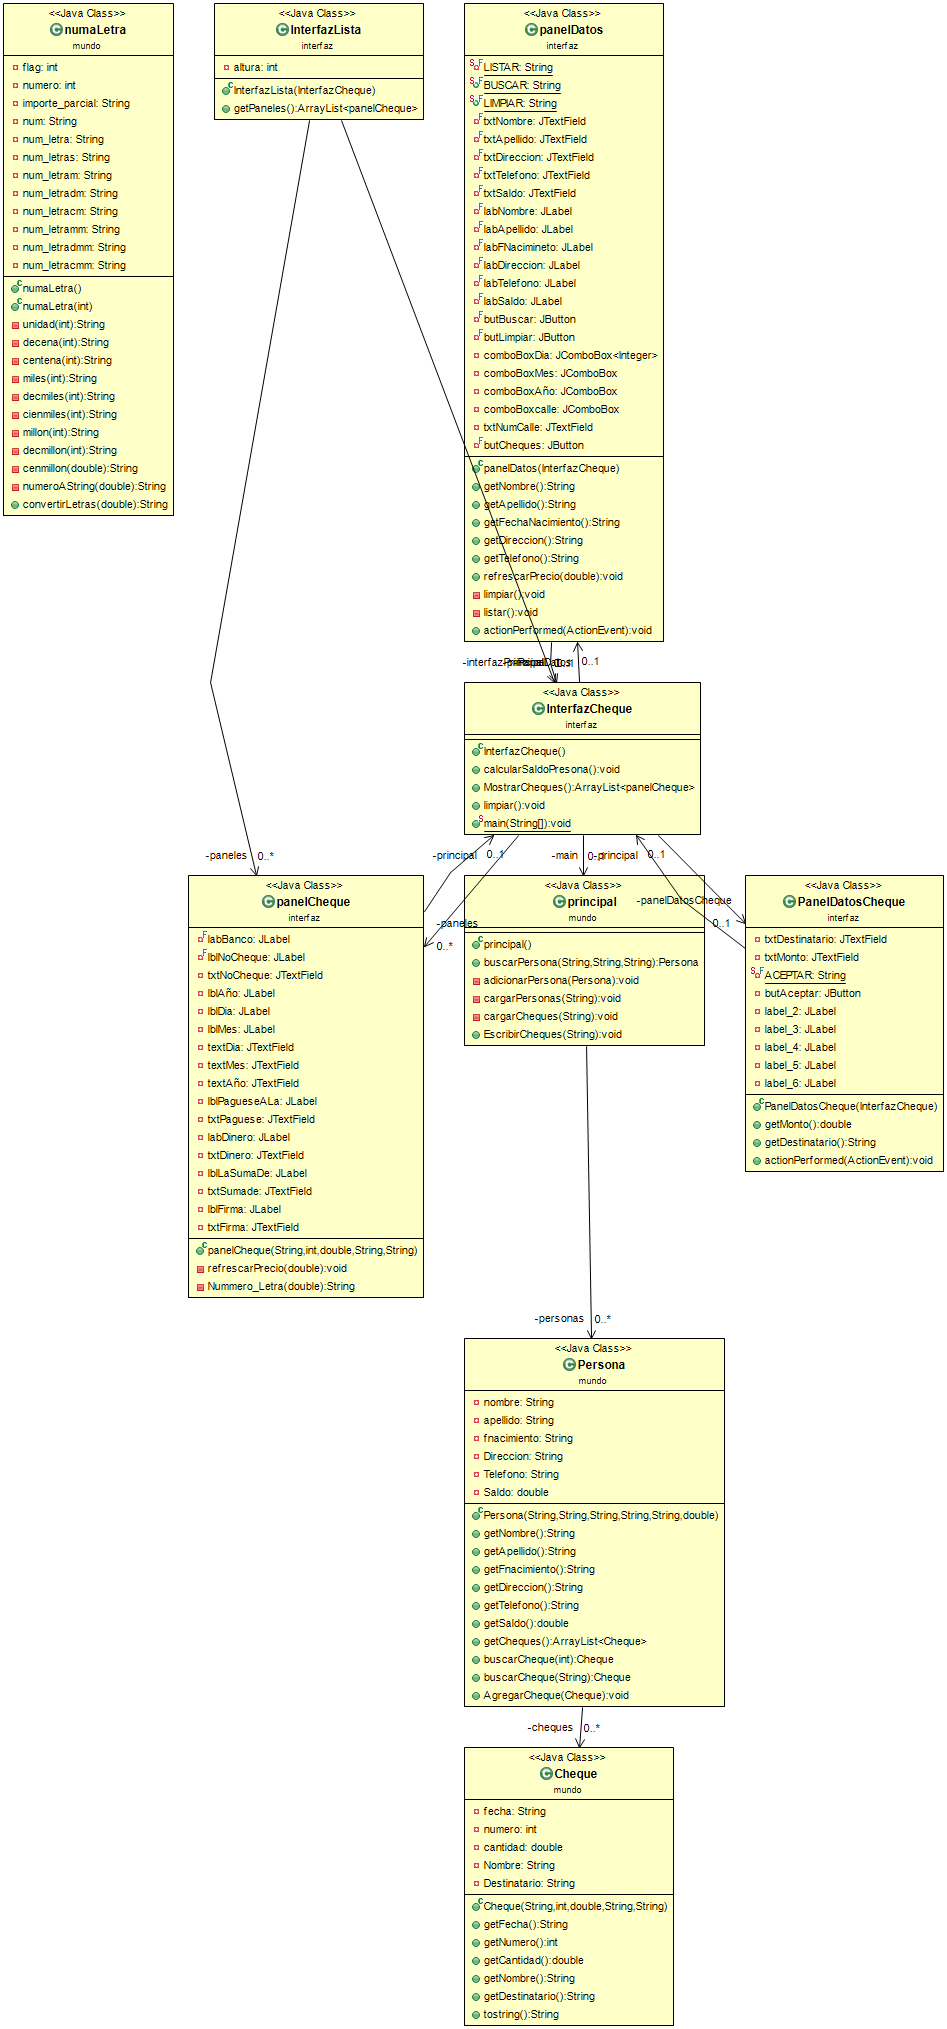 <<Java Class>>
numaLetra
mundo
flag: int
numero: int
importe_parcial: String
num: String
num_letra: String
num_letras: String
num_letram: String
num_letradm: String
num_letracm: String
num_letramm: String
num_letradmm: String
num_letracmm: String
numaLetra()
numaLetra(int)
unidad(int):String
decena(int):String
centena(int):String
miles(int):String
decmiles(int):String
cienmiles(int):String
millon(int):String
decmillon(int):String
cenmillon(double):String
numeroAString(double):String
convertirLetras(double):String
<<Java Class>>
InterfazLista
interfaz
altura: int
InterfazLista(InterfazCheque)
getPaneles():ArrayList<panelCheque>
<<Java Class>>
panelDatos
interfaz
LISTAR: String
BUSCAR: String
LIMPIAR: String
txtNombre: JTextField
txtApellido: JTextField
txtDireccion: JTextField
txtTelefono: JTextField
txtSaldo: JTextField
labNombre: JLabel
labApellido: JLabel
labFNacimineto: JLabel
labDireccion: JLabel
labTelefono: JLabel
labSaldo: JLabel
butBuscar: JButton
butLimpiar: JButton
comboBoxDia: JComboBox<Integer>
comboBoxMes: JComboBox
comboBoxAño: JComboBox
comboBoxcalle: JComboBox
txtNumCalle: JTextField
butCheques: JButton
panelDatos(InterfazCheque)
getNombre():String
getApellido():String
getFechaNacimiento():String
getDireccion():String
getTelefono():String
refrescarPrecio(double):void
limpiar():void
listar():void
actionPerformed(ActionEvent):void
0..1
<<Java Class>>
InterfazCheque
interfaz
InterfazCheque()
calcularSaldoPresona():void
MostrarCheques():ArrayList<panelCheque>
limpiar():void
main(String[]):void
-paneles 0..*
-principal 0..1
-main
-principal 0..1
-paneles
0..*
-panelDatosCheque
0..1
<<Java Class>>
panelCheque
interfaz
labBanco: JLabel
lblNoCheque: JLabel
txtNoCheque: JTextField
lblAño: JLabel
lblDia: JLabel
lblMes: JLabel
textDia: JTextField
textMes: JTextField
textAño: JTextField
lblPagueseALa: JLabel
txtPaguese: JTextField
labDinero: JLabel
txtDinero: JTextField
lblLaSumaDe: JLabel
txtSumade: JTextField
lblFirma: JLabel
txtFirma: JTextField
panelCheque(String,int,double,String,String)
refrescarPrecio(double):void
Nummero_Letra(double):String
<<Java Class>>
principal
mundo
principal()
buscarPersona(String,String,String):Persona
adicionarPersona(Persona):void
cargarPersonas(String):void
cargarCheques(String):void
EscribirCheques(String):void
<<Java Class>>
PanelDatosCheque
interfaz
txtDestinatario: JTextField
txtMonto: JTextField
ACEPTAR: String
butAceptar: JButton
label_2: JLabel
label_3: JLabel
label_4: JLabel
label_5: JLabel
label_6: JLabel
PanelDatosCheque(InterfazCheque)
getMonto():double
getDestinatario():String
actionPerformed(ActionEvent):void
-personas 0..*
<<Java Class>>
Persona
mundo
nombre: String
apellido: String
fnacimiento: String
Direccion: String
Telefono: String
Saldo: double
Persona(String,String,String,String,String,double)
getNombre():String
getApellido():String
getFnacimiento():String
getDireccion():String
getTelefono():String
getSaldo():double
getCheques():ArrayList<Cheque>
buscarCheque(int):Cheque
buscarCheque(String):Cheque
AgregarCheque(Cheque):void
-cheques 0..*
<<Java Class>>
Cheque
mundo
fecha: String
numero: int
cantidad: double
Nombre: String
Destinatario: String
Cheque(String,int,double,String,String)
getFecha():String
getNumero():int
getCantidad():double
getNombre():String
getDestinatario():String
tostring():String